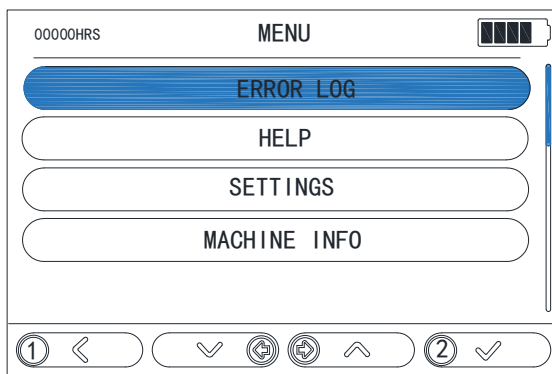 00000HRS MENU
ERROR LOG
HELP
SETTINGS
MACHINE INFO
1 2